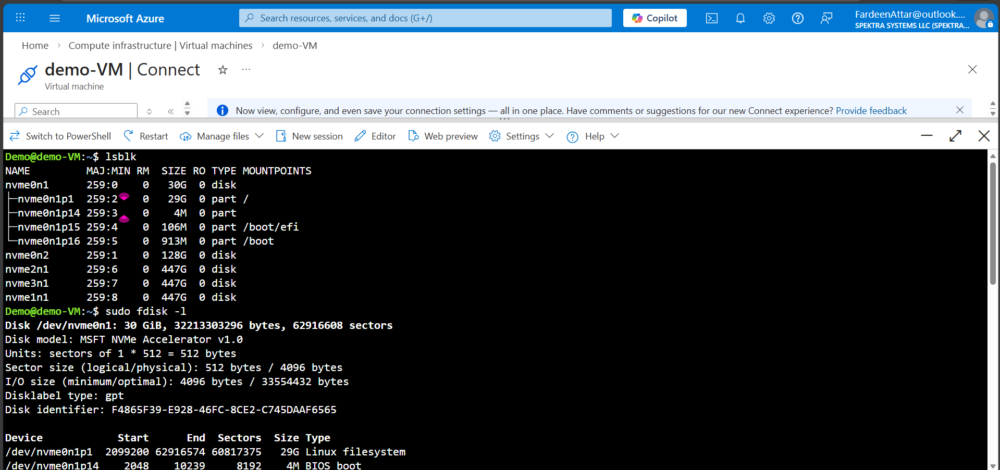 Microsoft Azure
Search resources, services, and docs (G+/)
Copilot
FardeenAttar@outlook....
SPEKTRA SYSTEMS LLC (SPEKTRA...
Home > Compute infrastructure | Virtual machines > demo-VM
demo-VM | Connect
Virtual machine
Search
Now view, configure, and even save your connection settings — all in one place. Have comments or suggestions for our new Connect experience? Provide feedback
Switch to PowerShell Restart Manage files New session Editor Web preview Settings Help
Demo@demo-VM:~$ lsblk
NAME         MAJ:MIN RM  SIZE RO TYPE MOUNTPOINTS
nvme0n1      259:0    0   30G  0 disk
├─nvme0n1p1  259:2    0   29G  0 part /
├─nvme0n1p14 259:3    0    4M  0 part
├─nvme0n1p15 259:4    0  106M  0 part /boot/efi
└─nvme0n1p16 259:5    0  913M  0 part /boot
nvme0n2      259:1    0  128G  0 disk
nvme2n1      259:6    0  447G  0 disk
nvme3n1      259:7    0  447G  0 disk
nvme1n1      259:8    0  447G  0 disk
Demo@demo-VM:~$ sudo fdisk -l
Disk /dev/nvme0n1: 30 GiB, 32213303296 bytes, 62916608 sectors
Disk model: MSFT NVMe Accelerator v1.0
Units: sectors of 1 * 512 = 512 bytes
Sector size (logical/physical): 512 bytes / 4096 bytes
I/O size (minimum/optimal): 4096 bytes / 33554432 bytes
Disklabel type: gpt
Disk identifier: F4865F39-E928-46FC-8CE2-C745DAAF6565
Device            Start      End  Sectors  Size Type
/dev/nvme0n1p1  2099200 62916574 60817375   29G Linux filesystem
/dev/nvme0n1p14    2048    10239     8192    4M BIOS boot